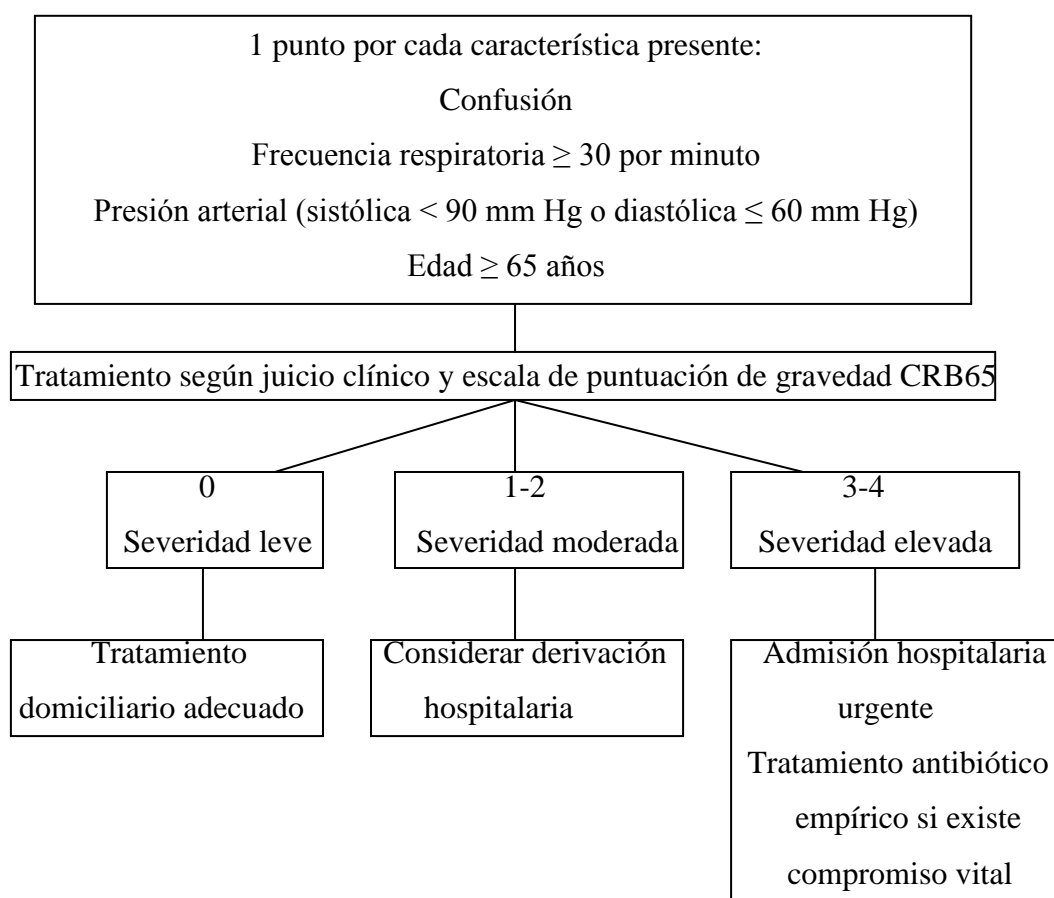 1 punto por cada característica presente:
Confusión
Frecuencia respiratoria ≥ 30 por minuto
Presión arterial (sistólica < 90 mm Hg o diastólica ≤ 60 mm Hg)
Edad ≥ 65 años
Tratamiento según juicio clínico y escala de puntuación de gravedad CRB65
0
Severidad leve
1-2
Severidad moderada
3-4
Severidad elevada
Tratamiento
domiciliario adecuado
Considerar derivación
hospitalaria
Admisión hospitalaria
urgente
Tratamiento antibiótico
empírico si existe
compromiso vital